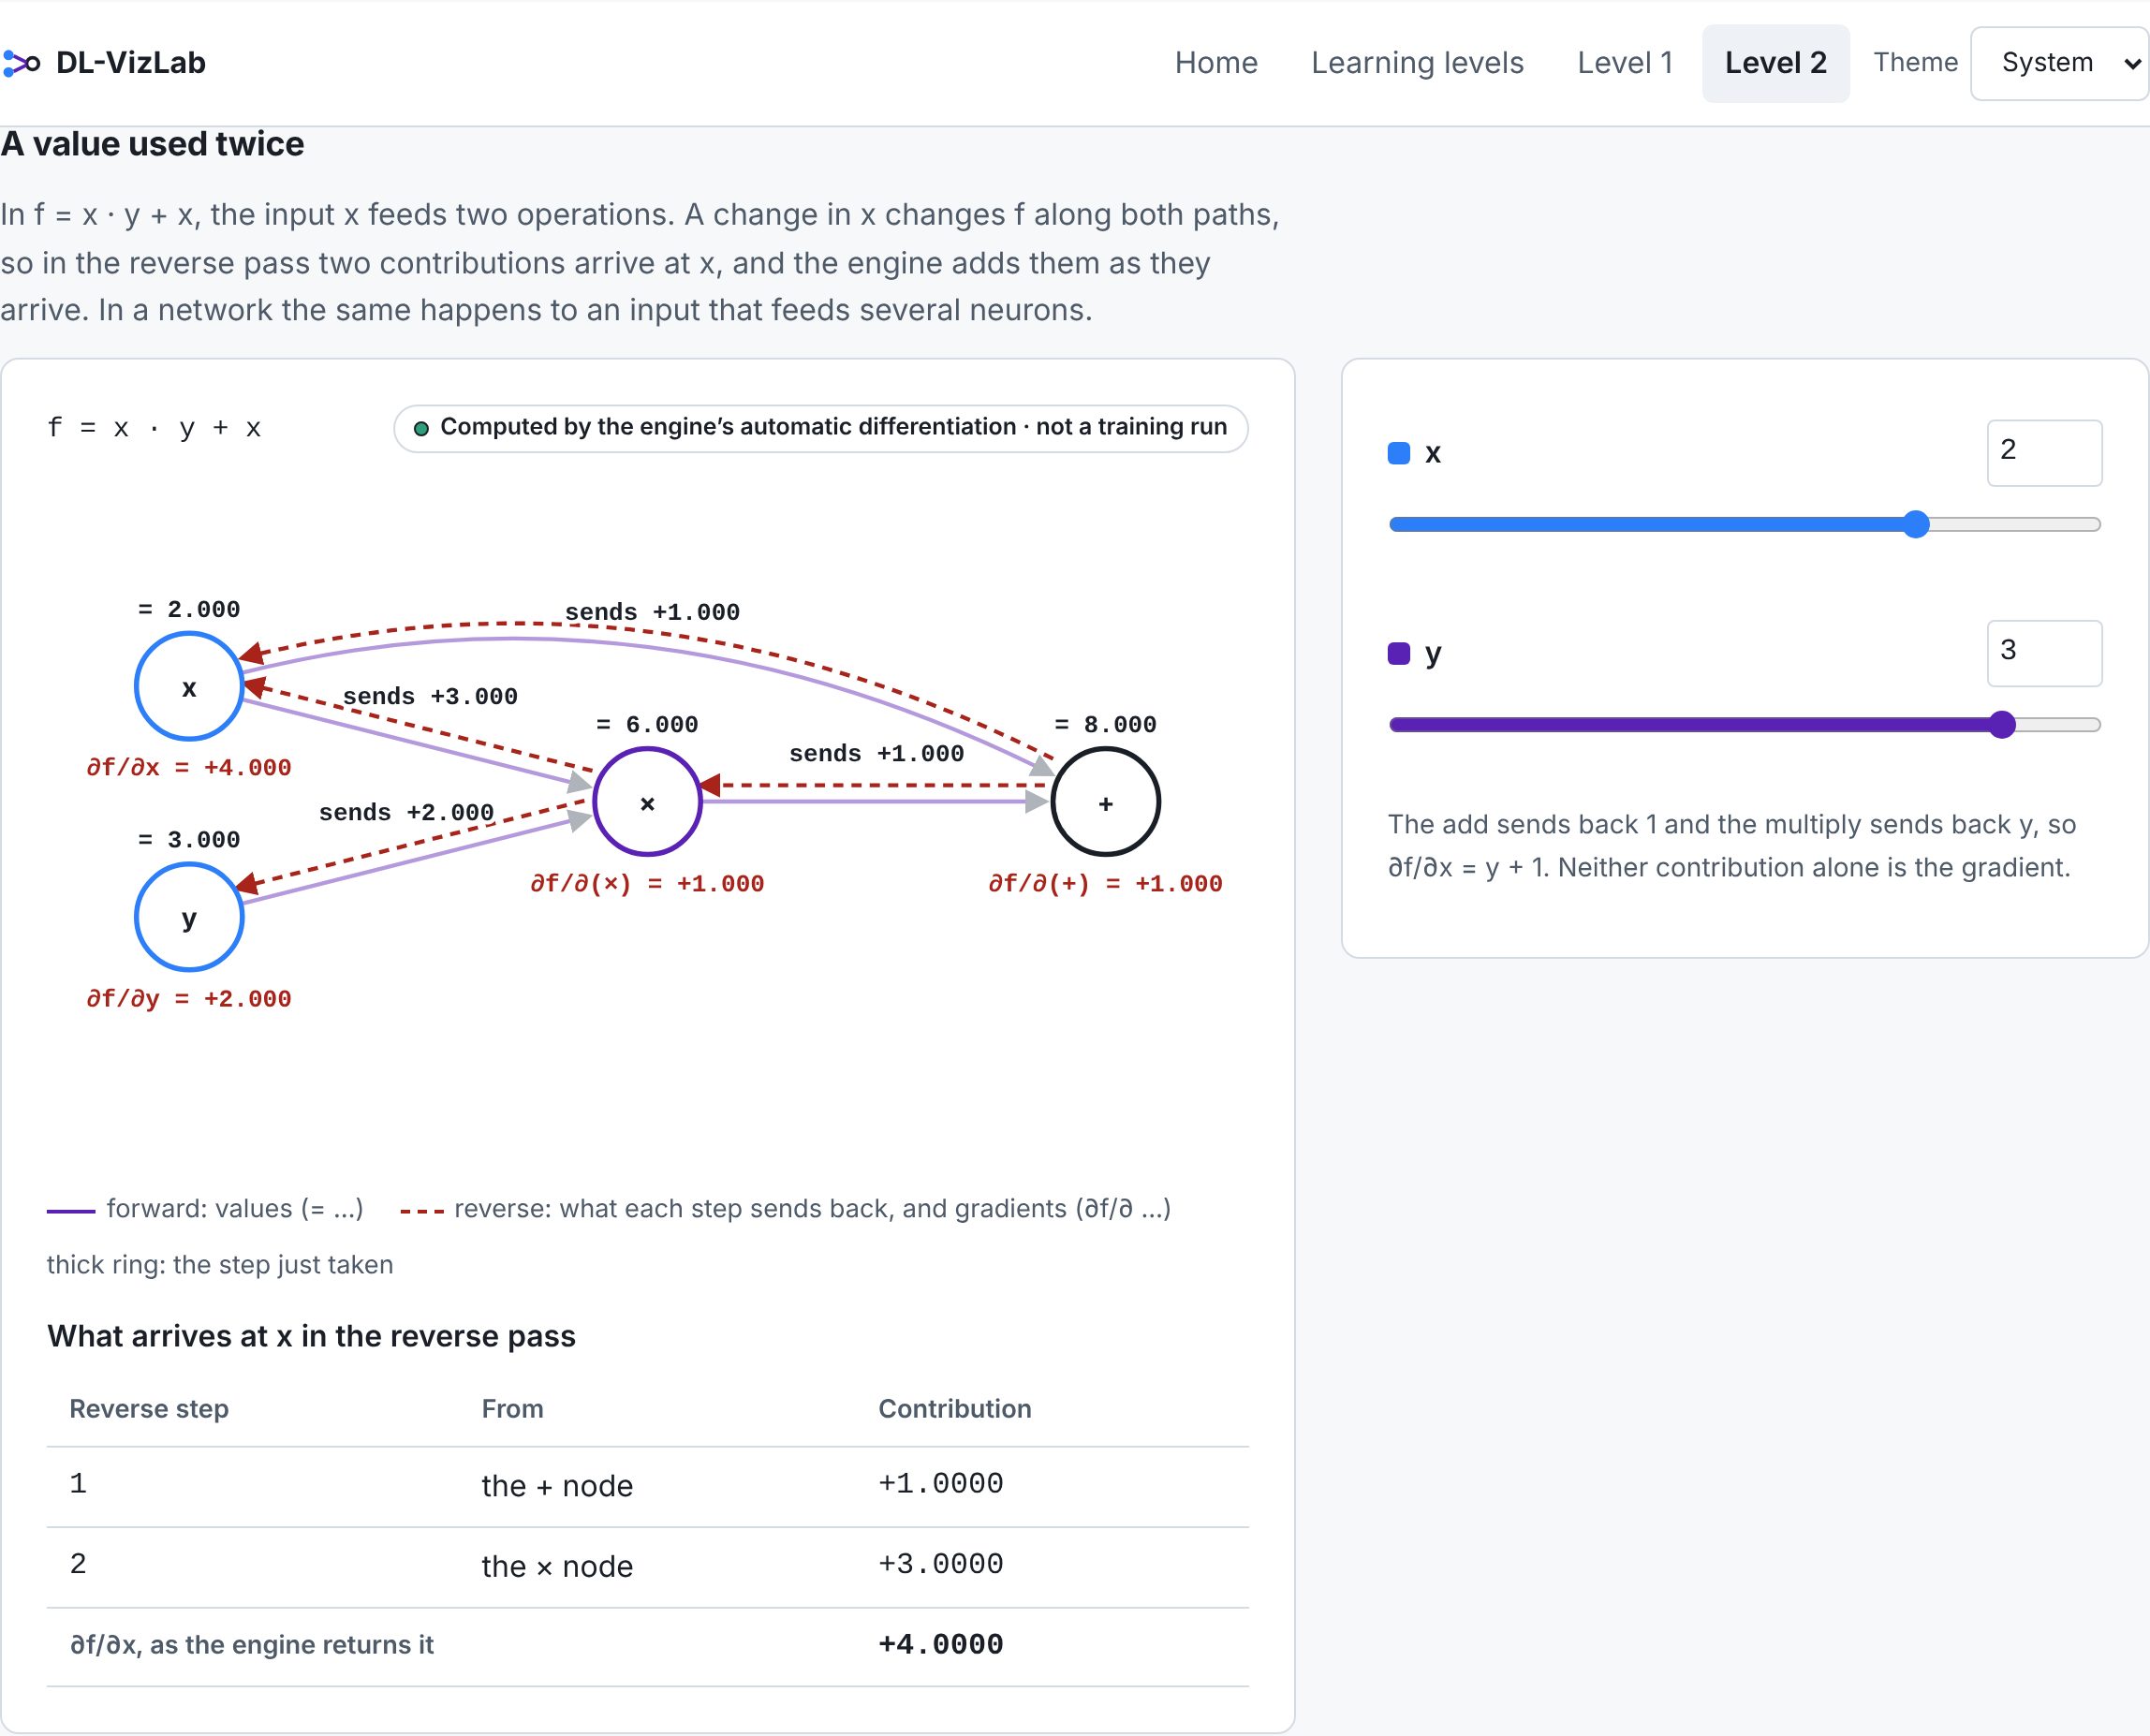 DL-VizLab
Home
Learning levels
Level 1
Level 2
Theme
System
A value used twice
In f = x · y + x, the input x feeds two operations. A change in x changes f along both paths,
so in the reverse pass two contributions arrive at x, and the engine adds them as they
arrive. In a network the same happens to an input that feeds several neurons.
f = x · y + x
Computed by the engine’s automatic differentiation · not a training run
= 2.000
sends +1.000
x
sends +3.000
= 6.000
= 8.000
∂f/∂x = +4.000
sends +1.000
×
+
sends +2.000
= 3.000
∂f/∂(×) = +1.000
∂f/∂(+) = +1.000
y
∂f/∂y = +2.000
forward: values (= …)
reverse: what each step sends back, and gradients (∂f/∂ …)
thick ring: the step just taken
What arrives at x in the reverse pass
Reverse step From Contribution
1 the + node +1.0000
2 the × node +3.0000
∂f/∂x, as the engine returns it +4.0000
x
2
y
3
The add sends back 1 and the multiply sends back y, so
∂f/∂x = y + 1. Neither contribution alone is the gradient.